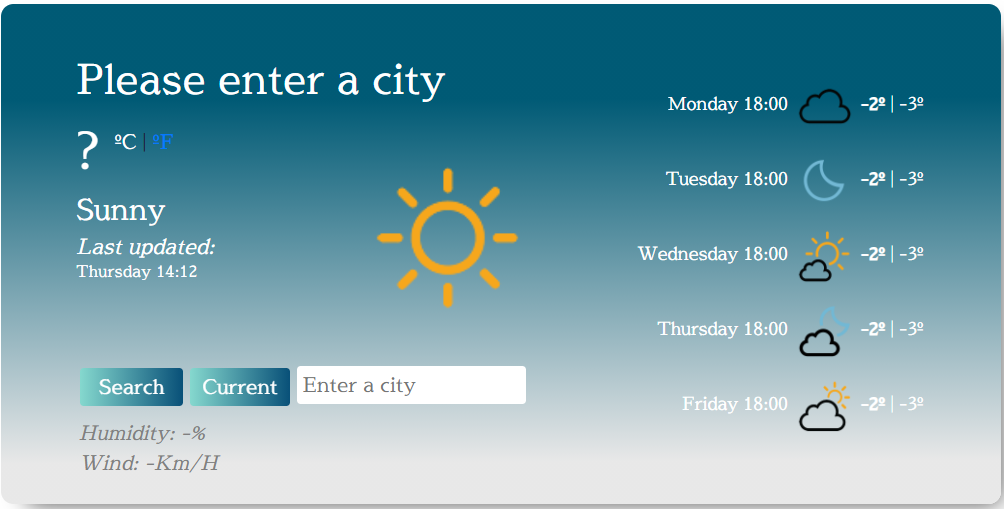 Please enter a city
? ºC | ºF
Sunny
Last updated:
Thursday 14:12
Search Current Enter a city
Humidity: -%
Wind: -Km/H
Monday 18:00 -2º | -3º
Tuesday 18:00 -2º | -3º
Wednesday 18:00 -2º | -3º
Thursday 18:00 -2º | -3º
Friday 18:00 -2º | -3º